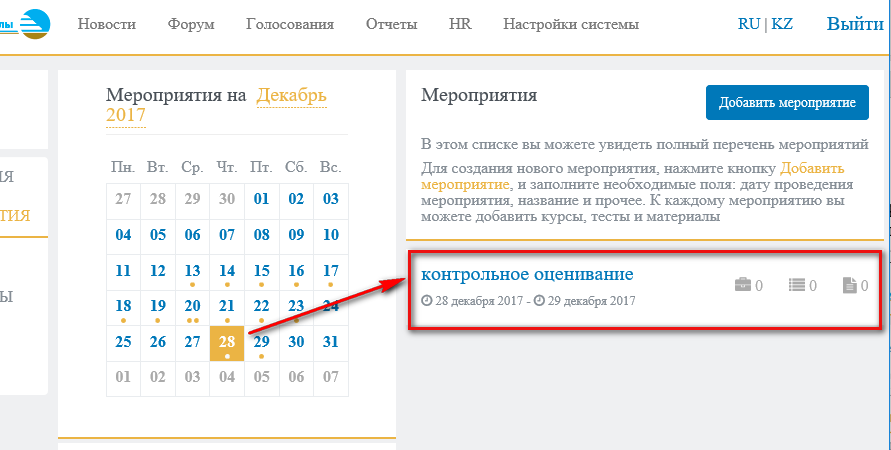 лы
Новости Форум Голосования Отчеты HR Настройки системы RU | KZ Выйти
Мероприятия на Декабрь
2017
Пн. Вт. Ср. Чт. Пт. Сб. Вс.
27 28 29 30 01 02 03
04 05 06 07 08 09 10
11 12 13 14 15 16 17
18 19 20 21 22 23 24
25 26 27 28 29 30 31
01 02 03 04 05 06 07
Мероприятия
Добавить мероприятие
В этом списке вы можете увидеть полный перечень мероприятий
Для создания нового мероприятия, нажмите кнопку Добавить
мероприятие, и заполните необходимые поля: дату проведения
мероприятия, название и прочее. К каждому мероприятию вы
можете добавить курсы, тесты и материалы
контрольное оценивание
0 0 0
28 декабря 2017 - 29 декабря 2017
ИЯ
ТИЯ
Ы